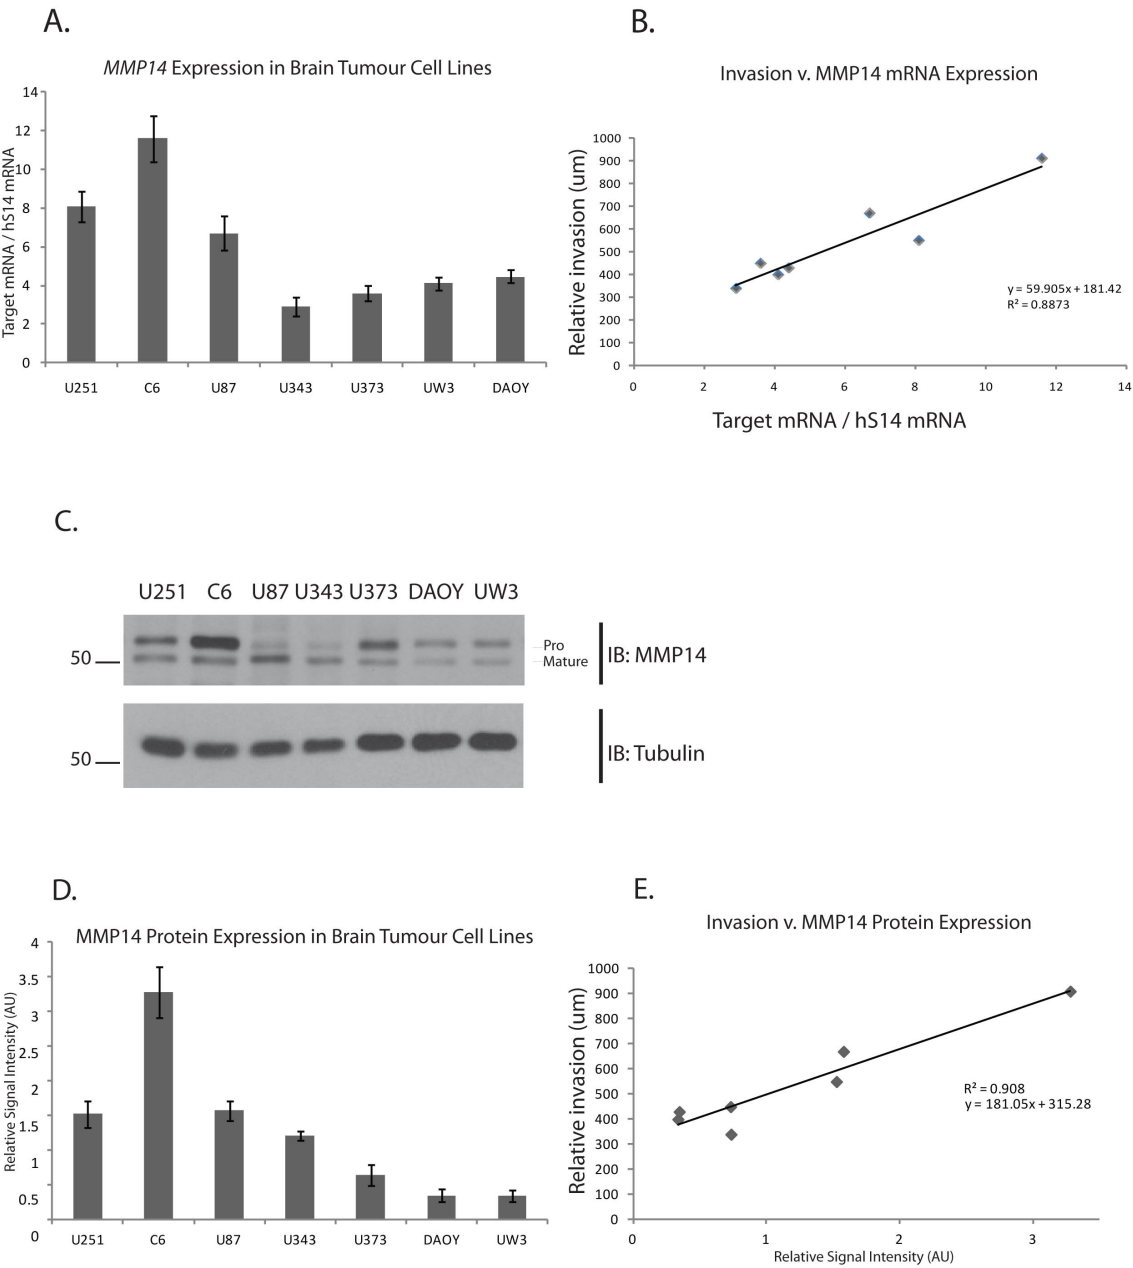 A.
MMP14 Expression in Brain Tumour Cell Lines
Target mRNA / hS14 mRNA
14
12
10
8
6
4
2
0
U251 C6 U87 U343 U373 UW3 DAOY
B.
Invasion v. MMP14 mRNA Expression
Relative invasion (um)
1000
900
800
700
600
500
400
300
200
100
0
y = 59.905x + 181.42
R² = 0.8873
0 2 4 6 8 10 12 14
Target mRNA / hS14 mRNA
C.
U251 C6 U87 U343 U373 DAOY UW3
50
Pro
Mature
IB: MMP14
50
IB: Tubulin
D.
MMP14 Protein Expression in Brain Tumour Cell Lines
Relative Signal Intensity (AU)
4
3.5
3
2.5
2
1.5
1
0.5
0
U251 C6 U87 U343 U373 DAOY UW3
E.
Invasion v. MMP14 Protein Expression
Relative invasion (um)
1000
900
800
700
600
500
400
300
200
100
0
R² = 0.908
y = 181.05x + 315.28
0 1 2 3
Relative Signal Intensity (AU)